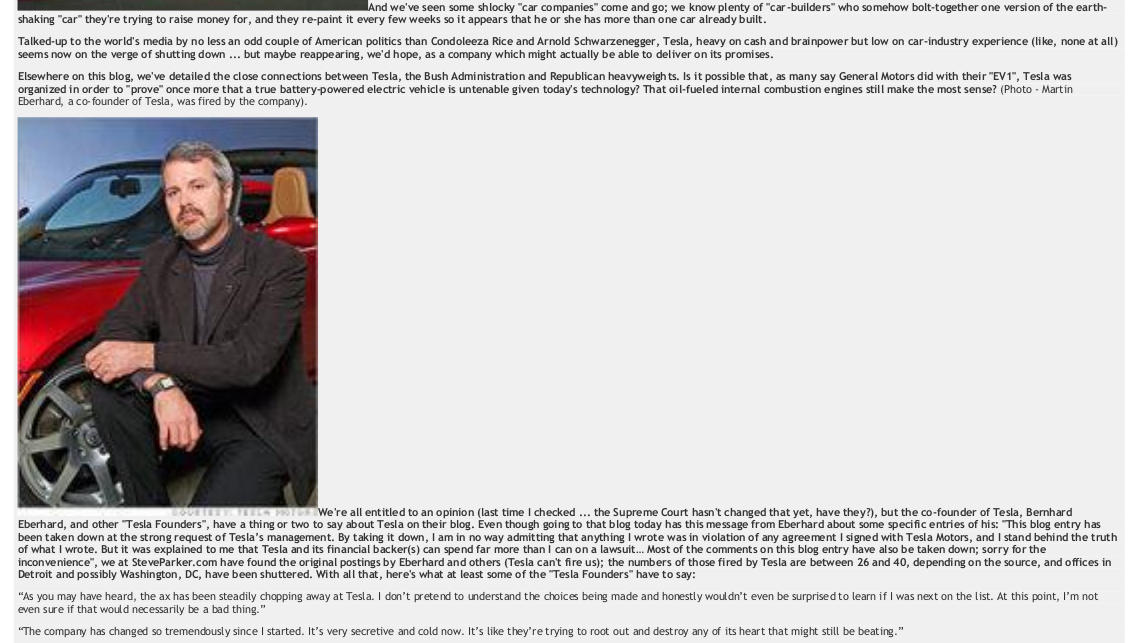 And we've seen some shlocky "car companies" come and go; we know plenty of "car-builders" who somehow bolt-together one version of the earth-
shaking "car" they're trying to raise money for, and they re-paint it every few weeks so it appears that he or she has more than one car already built.
Talked-up to the world's media by no less an odd couple of American politics than Condoleeza Rice and Arnold Schwarzenegger, Tesla, heavy on cash and brainpower but low on car-industry experience (like, none at all)
seems now on the verge of shutting down ... but maybe reappearing, we'd hope, as a company which might actually be able to deliver on its promises.
Elsewhere on this blog, we've detailed the close connections between Tesla, the Bush Administration and Republican heavyweights. Is it possible that, as many say General Motors did with their "EV1", Tesla was
organized in order to "prove" once more that a true battery-powered electric vehicle is untenable given today's technology? That oil-fueled internal combustion engines still make the most sense? (Photo - Martin
Eberhard, a co-founder of Tesla, was fired by the company).
COURTESY: TESLA MOTORS
We're all entitled to an opinion (last time I checked ... the Supreme Court hasn't changed that yet, have they?), but the co-founder of Tesla, Bernhard
Eberhard, and other "Tesla Founders", have a thing or two to say about Tesla on their blog. Even though going to that blog today has this message from Eberhard about some specific entries of his: "This blog entry has
been taken down at the strong request of Tesla’s management. By taking it down, I am in no way admitting that anything I wrote was in violation of any agreement I signed with Tesla Motors, and I stand behind the truth
of what I wrote. But it was explained to me that Tesla and its financial backer(s) can spend far more than I can on a lawsuit… Most of the comments on this blog entry have also be taken down; sorry for the
inconvenience", we at SteveParker.com have found the original postings by Eberhard and others (Tesla can't fire us); the numbers of those fired by Tesla are between 26 and 40, depending on the source, and offices in
Detroit and possibly Washington, DC, have been shuttered. With all that, here's what at least some of the "Tesla Founders" have to say:
“As you may have heard, the ax has been steadily chopping away at Tesla. I don’t pretend to understand the choices being made and honestly wouldn’t even be surprised to learn if I was next on the list. At this point, I’m not
even sure if that would necessarily be a bad thing.”
“The company has changed so tremendously since I started. It’s very secretive and cold now. It’s like they’re trying to root out and destroy any of its heart that might still be beating.”